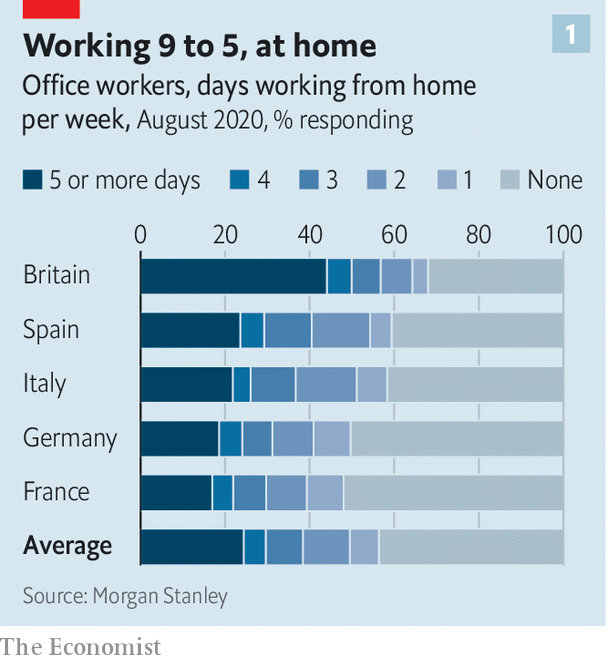 1
Working 9 to 5, at home
Office workers, days working from home
per week, August 2020, % responding
5 or more days 4 3 2 1 None
0 20 40 60 80 100
Britain
Spain
Italy
Germany
France
Average
Source: Morgan Stanley
The Economist